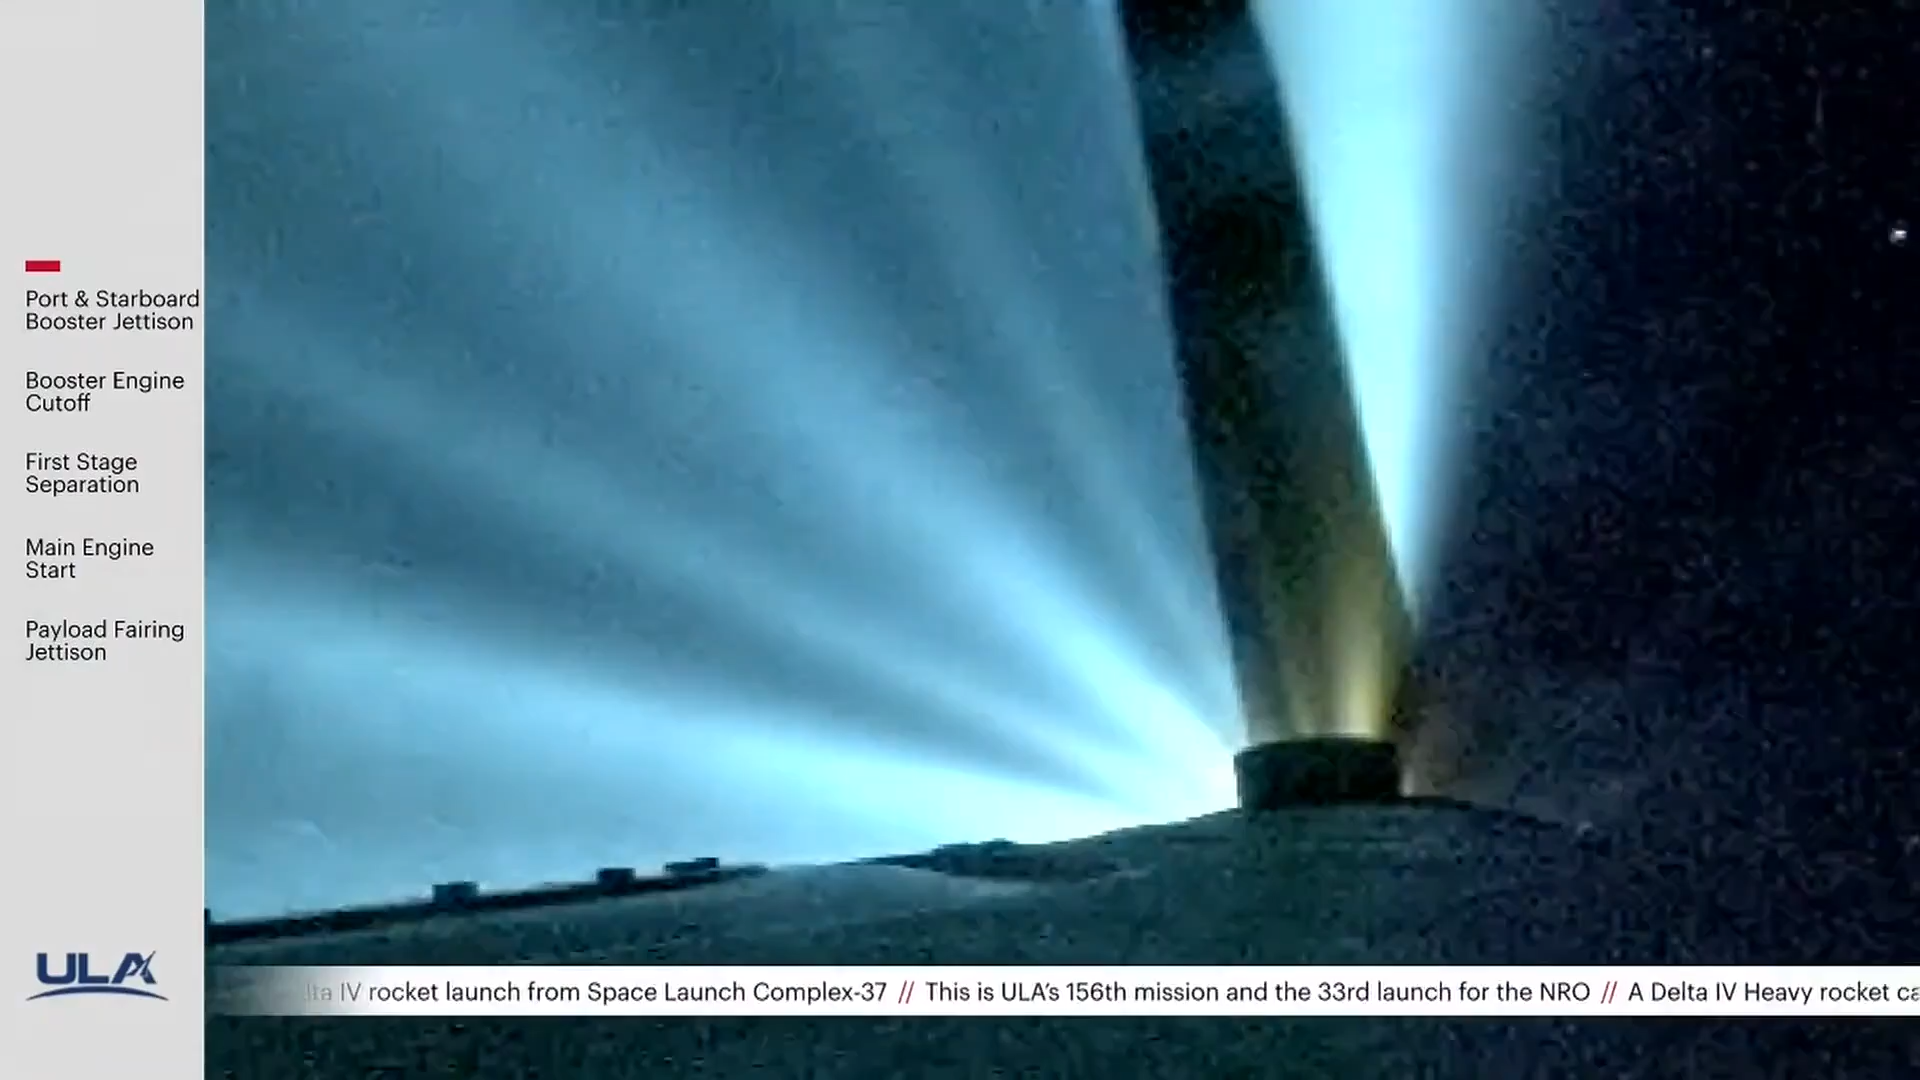 Port & Starboard
Booster Jettison
Booster Engine
Cutoff
First Stage
Separation
Main Engine
Start
Payload Fairing
Jettison
ULA
IV rocket launch from Space Launch Complex-37 // This is ULA's 156th mission and the 33rd launch for the NRO // A Delta IV Heavy rocket